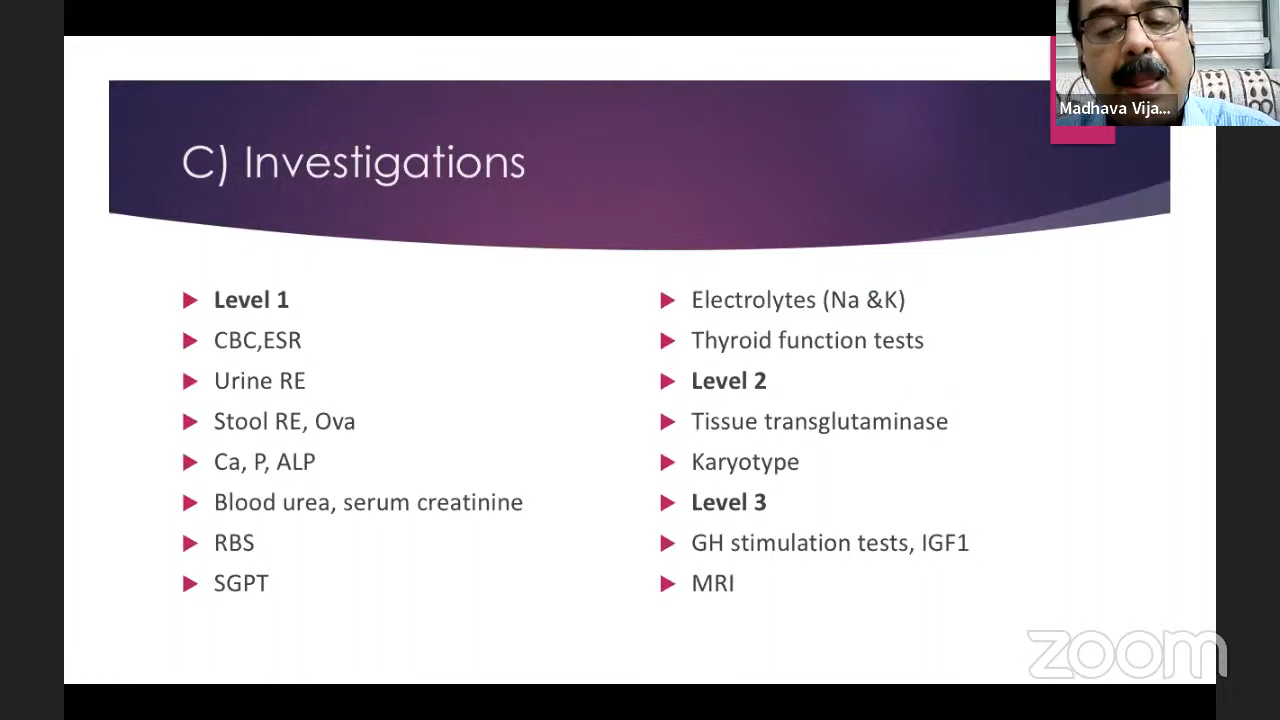 Madhava Vija...
C) Investigations
Level 1
CBC,ESR
Urine RE
Stool RE, Ova
Ca, P, ALP
Blood urea, serum creatinine
RBS
SGPT
Electrolytes (Na &K)
Thyroid function tests
Level 2
Tissue transglutaminase
Karyotype
Level 3
GH stimulation tests, IGF1
MRI
zoom